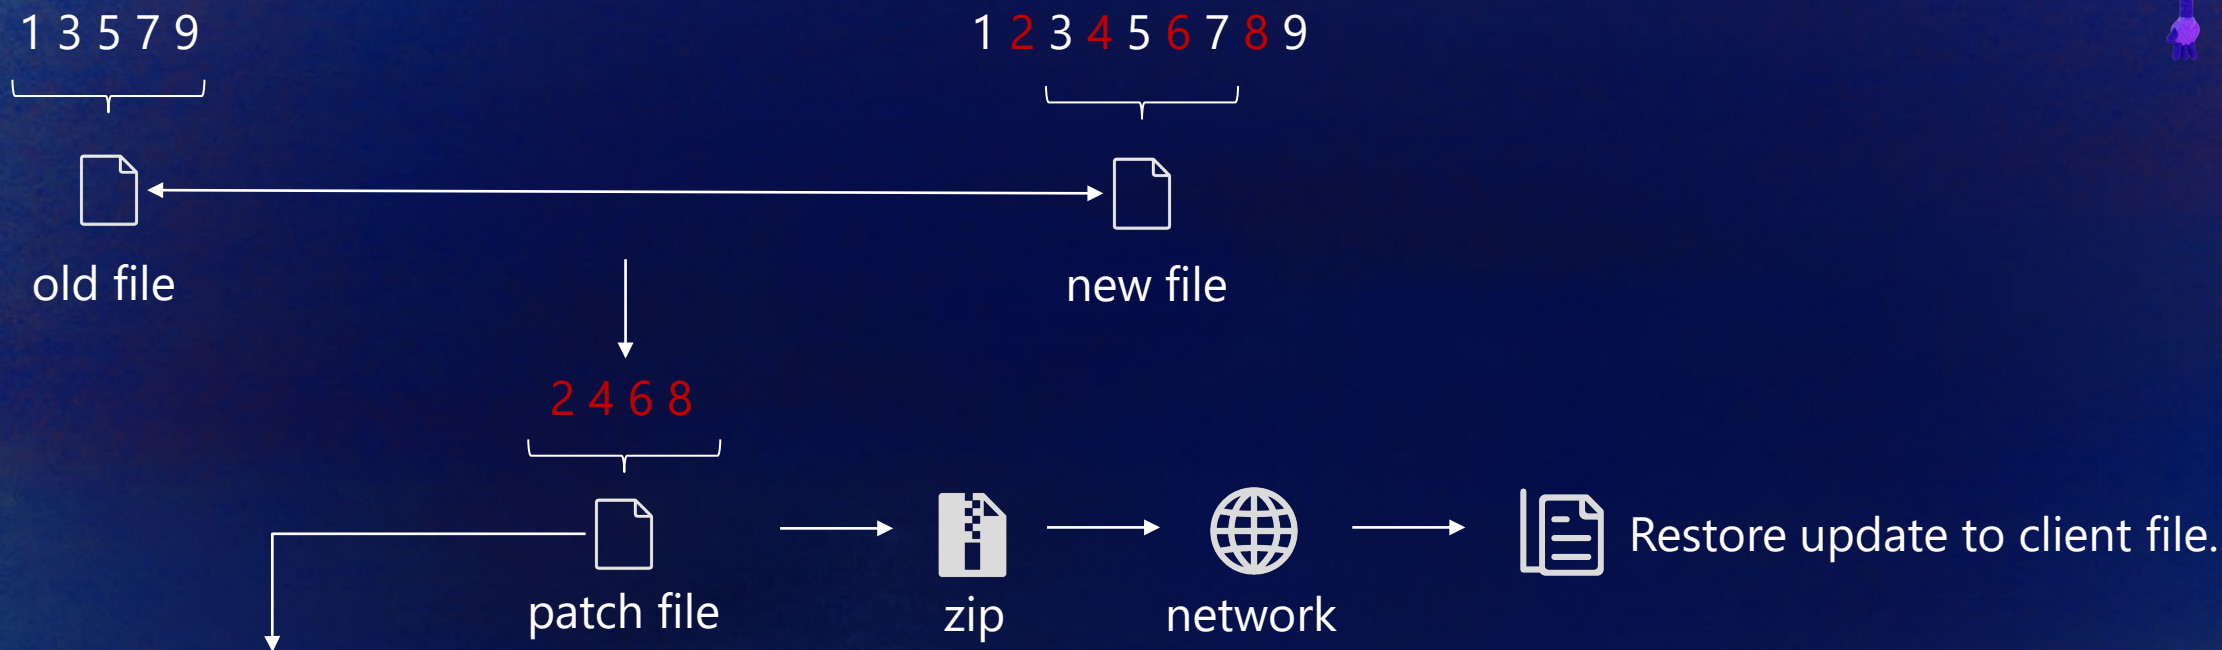 1 3 5 7 9
1 2 3 4 5 6 7 8 9
old file
new file
2 4 6 8
patch file
zip
network
Restore update to client file.